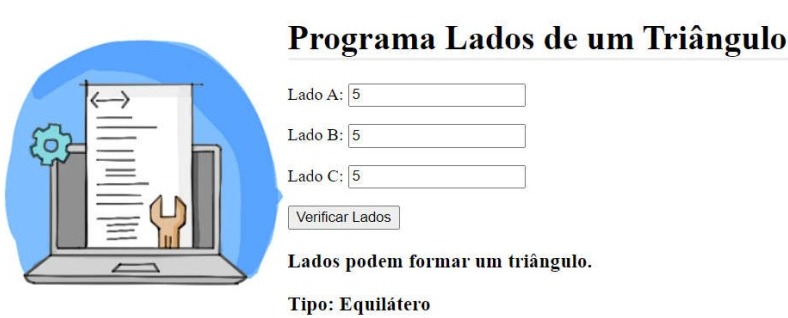 Programa Lados de um Triângulo
Lado A: 5
Lado B: 5
Lado C: 5
Verificar Lados
Lados podem formar um triângulo.
Tipo: Equilátero